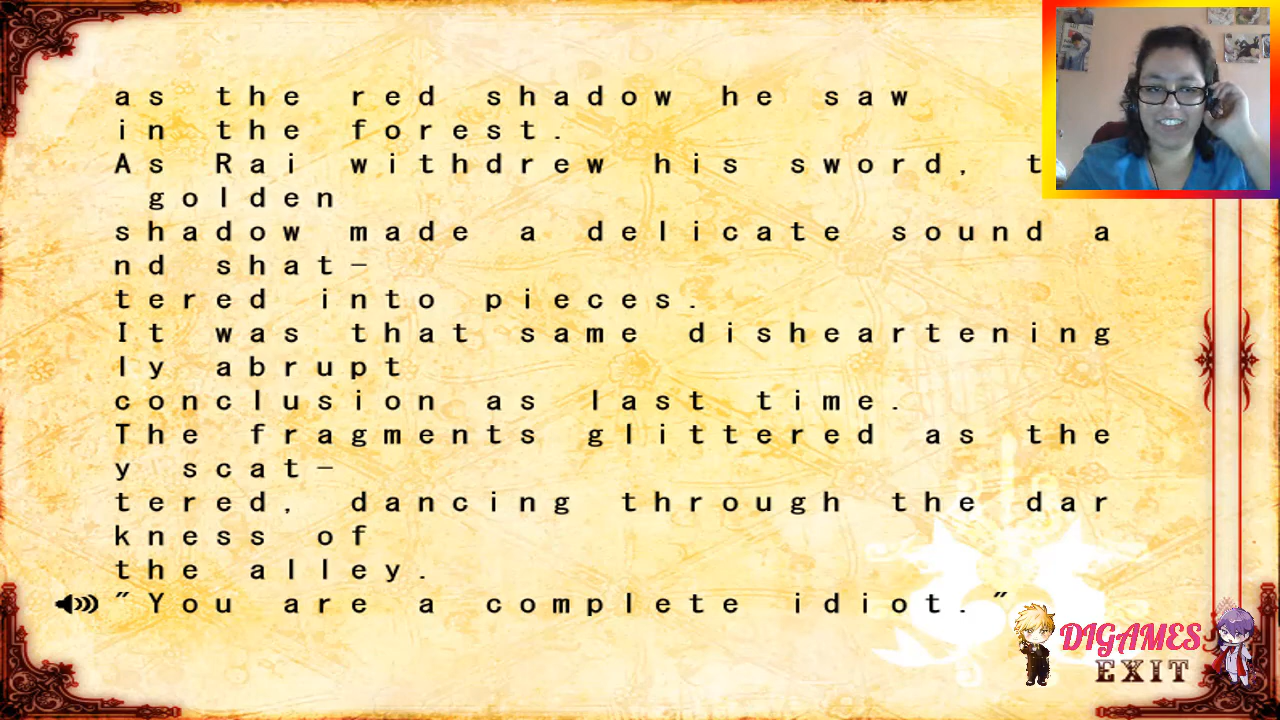 as the red shadow he saw
in the forest.
As Rai withdrew his sword, t
golden
shadow made a delicate sound a
nd shat-
tered into pieces.
It was that same disheartening
ly abrupt
conclusion as last time.
The fragments glittered as the
y scat-
tered, dancing through the dar
kness of
the alley.
"You are a complete idiot."
DIGAMES
EXIT